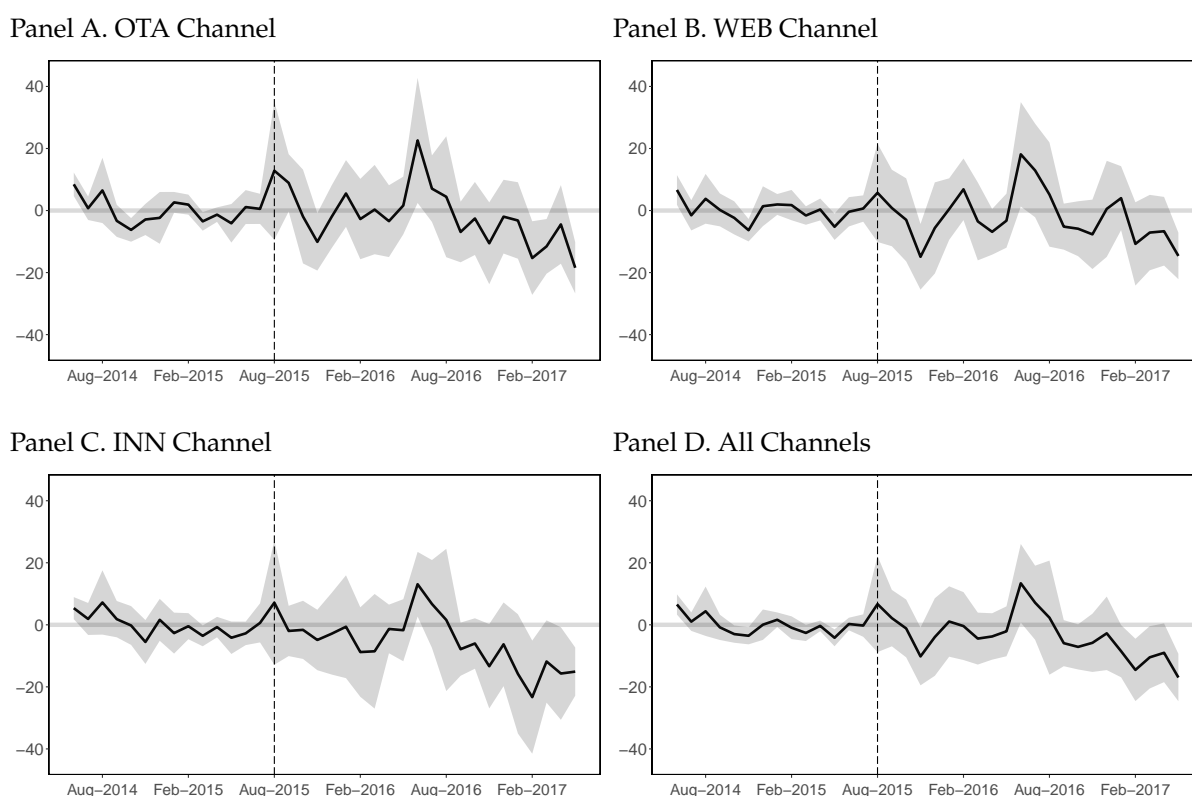 Panel A. OTA Channel
40
20
0
−20
−40
Aug−2014 Feb−2015 Aug−2015 Feb−2016 Aug−2016 Feb−2017
Panel B. WEB Channel
40
20
0
−20
−40
Aug−2014 Feb−2015 Aug−2015 Feb−2016 Aug−2016 Feb−2017
Panel C. INN Channel
40
20
0
−20
−40
Aug−2014 Feb−2015 Aug−2015 Feb−2016 Aug−2016 Feb−2017
Panel D. All Channels
40
20
0
−20
−40
Aug−2014 Feb−2015 Aug−2015 Feb−2016 Aug−2016 Feb−2017